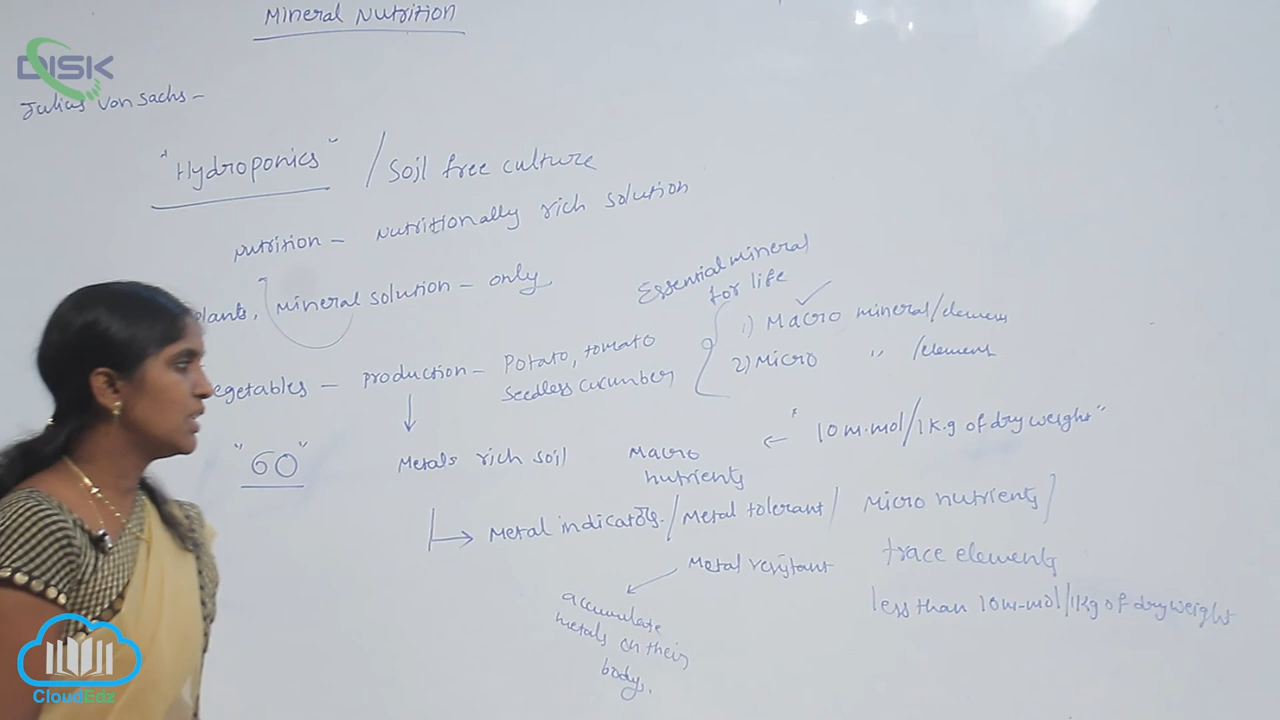 Mineral Nutrition
DISK
Julius Von Sachs -
"Hydroponics" / Soil free culture
Nutrition - Nutritionally rich solution
plants, mineral solution - only
Essential mineral
for life
1) Macro mineral/elements
2) Micro " /element
vegetables - production - Potato, tomato
Seedless cucumber
"60"
Metals rich soil
Macro
nutrients
← "10 m.mol/1 K.g of dry weight"
Metal indicators. / Metal tolerant /
Metal resistant
accumulate
metals on their
body.
Micro nutrients /
trace elements
less than 10 m-mol/1Kg of dry weight
CloudEdz